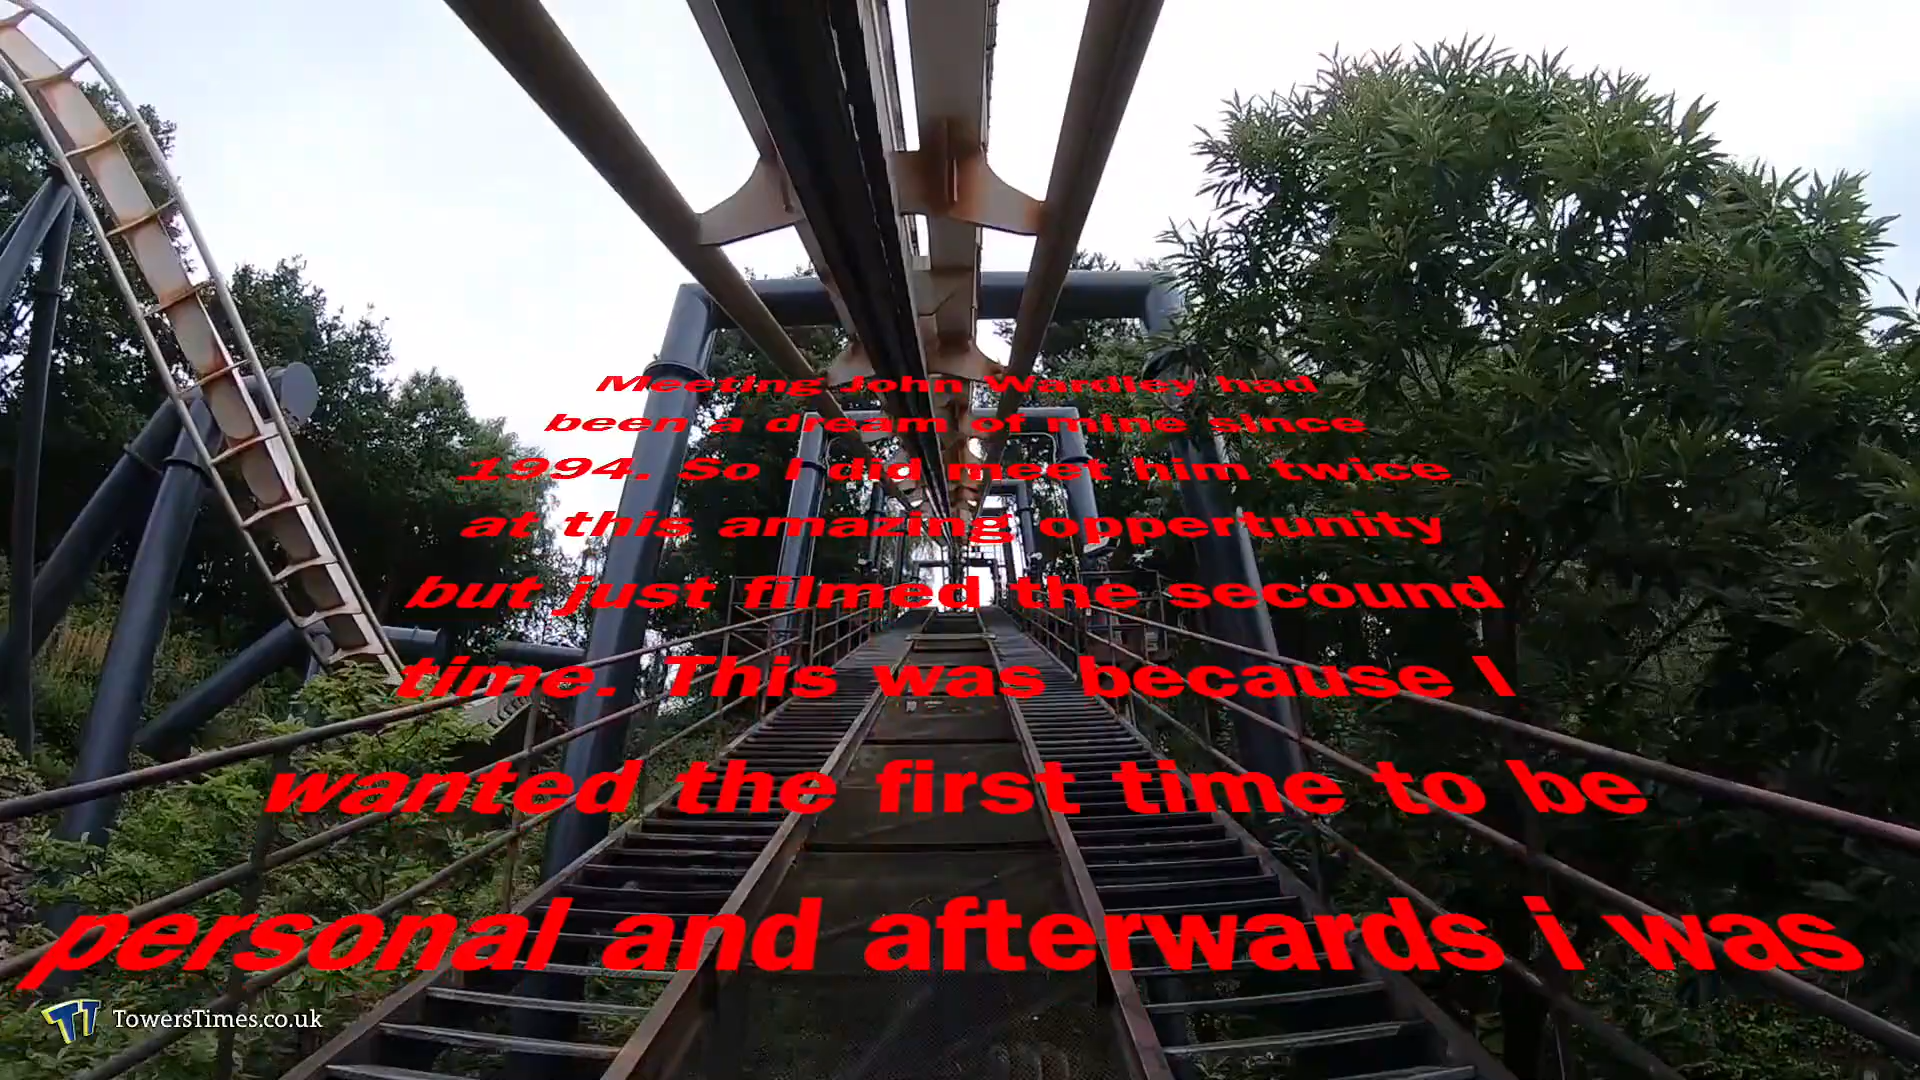 Meeting John Wardley had
been a dream of mine since
1994. So I did meet him twice
at this amazing oppertunity
but just filmed the secound
time. This was because I
wanted the first time to be
personal and afterwards i was
TT TowersTimes.co.uk